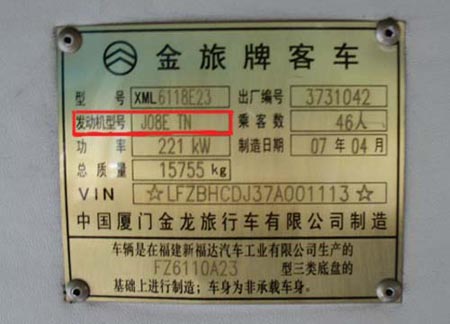 金旅牌客车
型 号 XML6118E23 出厂编号 3731042
发动机型号 J08E TN 乘客数 46人
功 率 221 kW 制造日期 07年04月
总质量 15755 kg
VIN ☆LFZBHCDJ37A001113☆
中国厦门金龙旅行车有限公司制造
车辆是在福建新福达汽车工业有限公司生产的
FZ6110A23 型三类底盘的
基础上进行制造；车身为非承载车身。